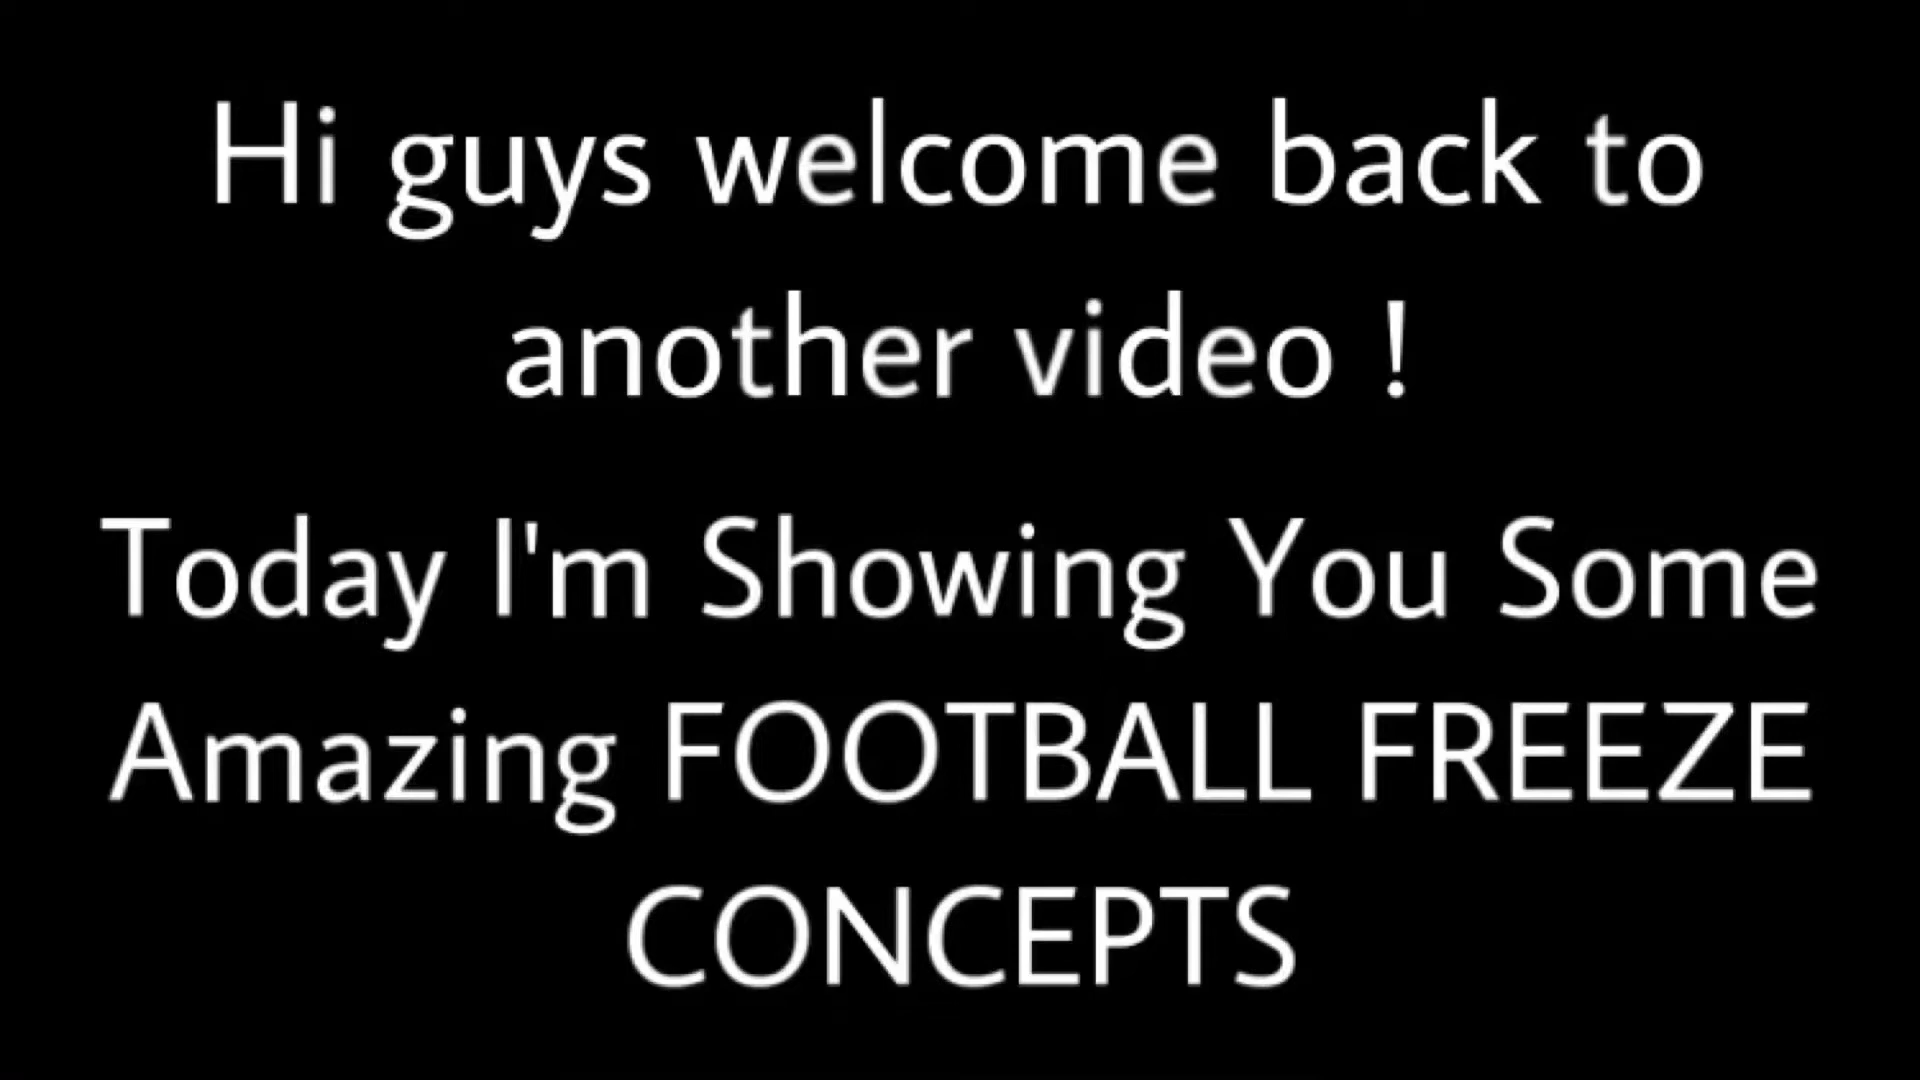 Hi guys welcome back to
another video !
Today I'm Showing You Some
Amazing FOOTBALL FREEZE
CONCEPTS